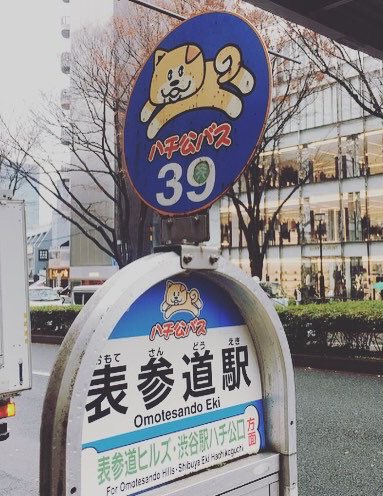 ハチ公バス
39
ハチ公バス
おもて さん どう えき
表参道駅
Omotesando Eki
表参道ヒルズ・渋谷駅ハチ公口方面
For Omotesando Hills・Shibuya Eki Hachikoguchi